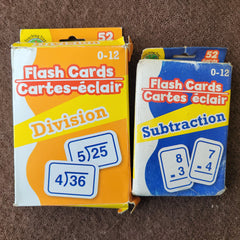 52
0-12
Flash Cards
Cartes-éclair
Division
5)25
4)36
52
0-12
Flash Cards
Cartes éclair
Subtraction
8
- 3
7
- 4